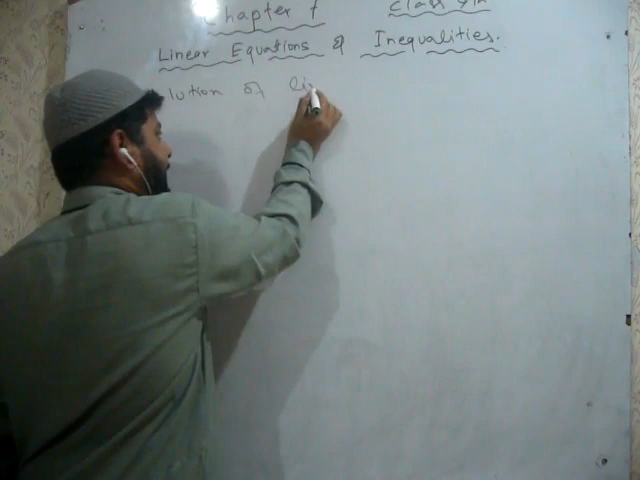 Chapter 7 Class 9th
Linear Equations & Inequalities.
lution of li